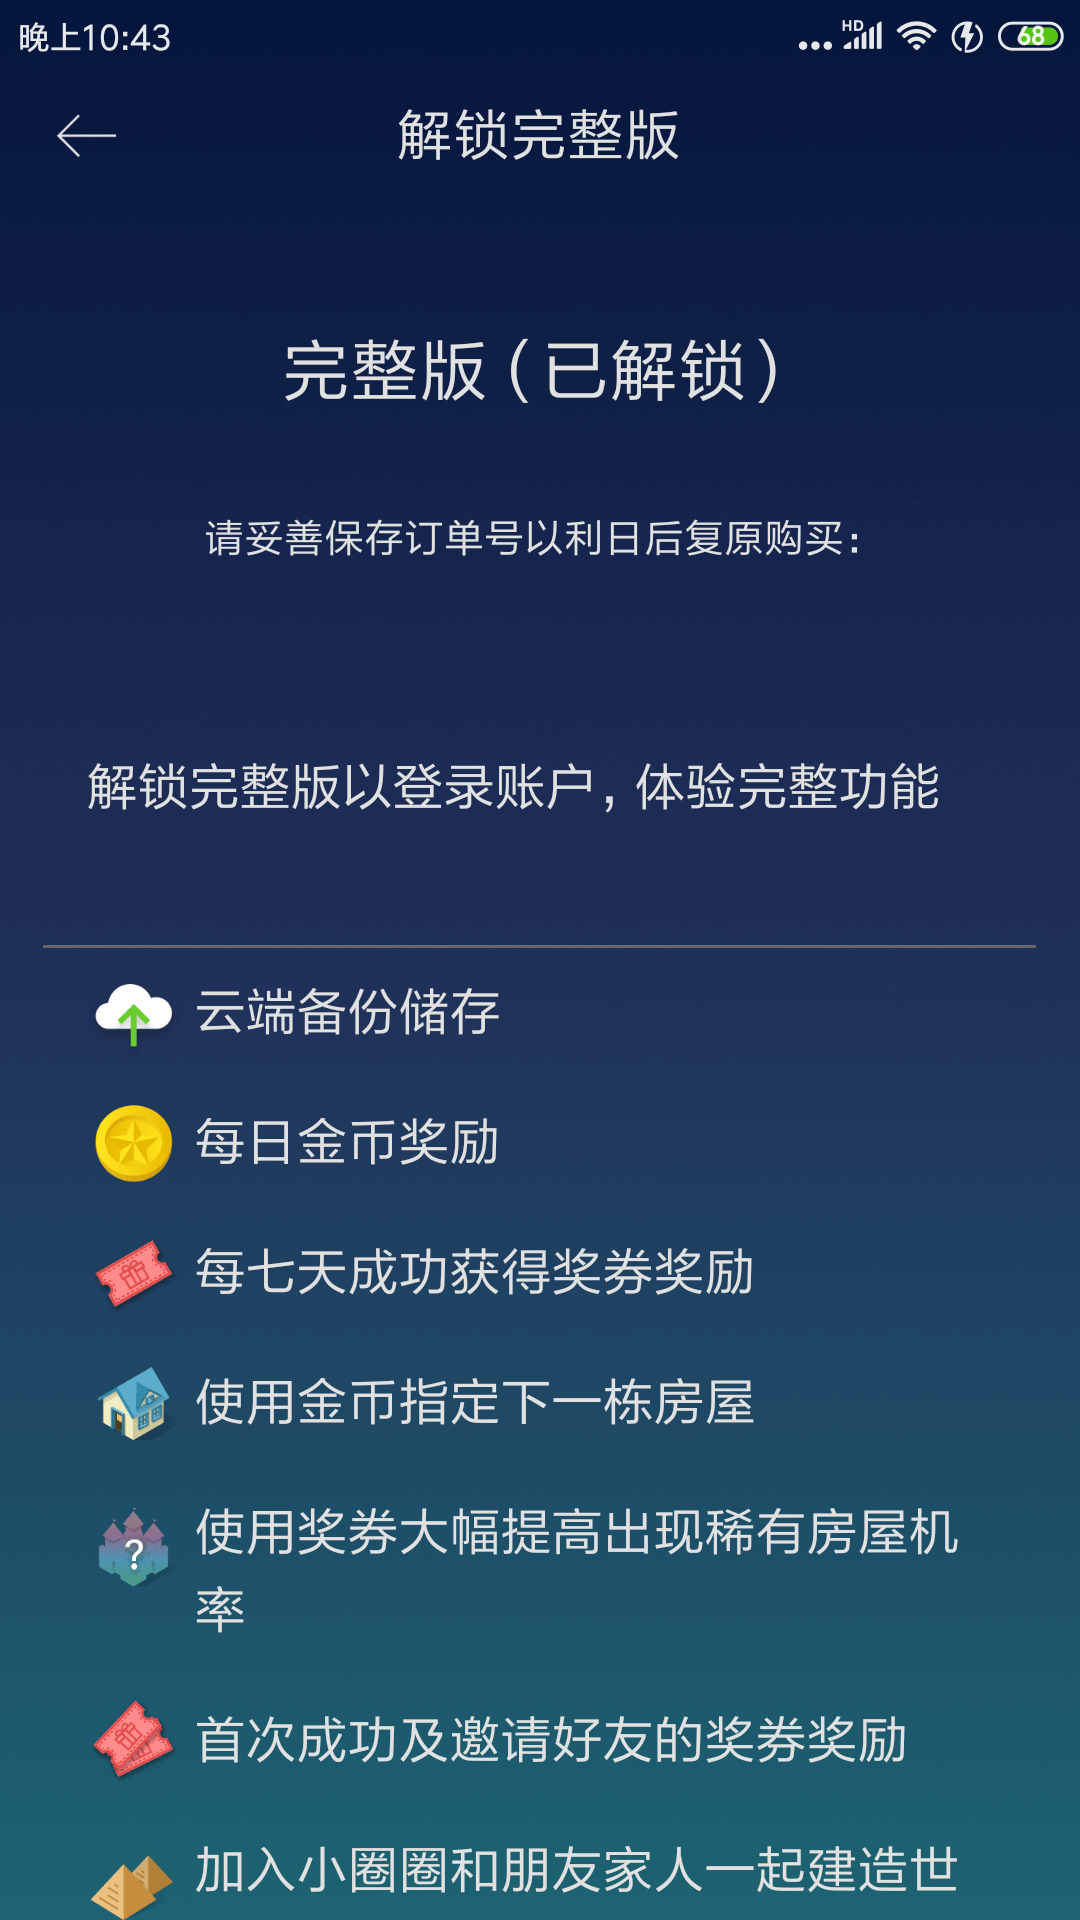 晚上10:43
HD
68
解锁完整版
完整版（已解锁）
请妥善保存订单号以利日后复原购买：
解锁完整版以登录账户，体验完整功能
云端备份储存
每日金币奖励
每七天成功获得奖券奖励
使用金币指定下一栋房屋
使用奖券大幅提高出现稀有房屋机
?
率
首次成功及邀请好友的奖券奖励
加入小圈圈和朋友家人一起建造世